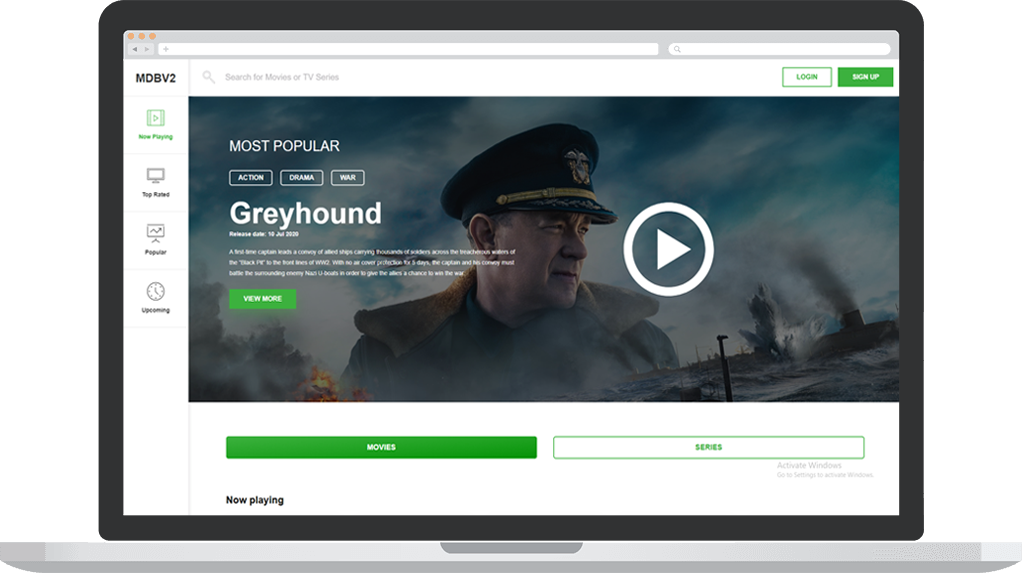 MDBV2
Search for Movies or TV Series
LOGIN
SIGN UP
Now Playing
Top Rated
Popular
Upcoming
MOST POPULAR
ACTION
DRAMA
WAR
Greyhound
Release date: 10 Jul 2020
A first-time captain leads a convoy of allied ships carrying thousands of soldiers across the treacherous waters of
the "Black Pit" to the front lines of WW2. With no air cover protection for 5 days, the captain and his convoy must
battle the surrounding enemy Nazi U-boats in order to give the allies a chance to win the war.
VIEW MORE
MOVIES
SERIES
Activate Windows
Go to Settings to activate Windows
Now playing